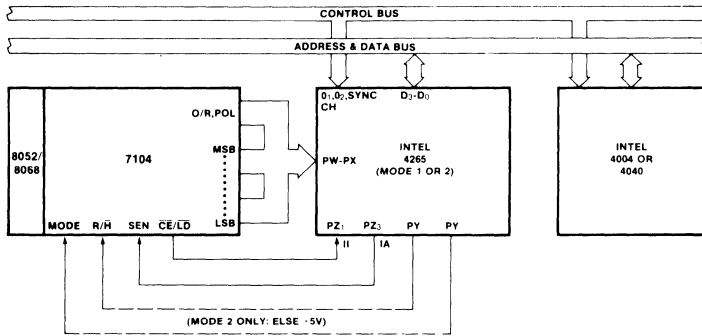 CONTROL BUS
ADDRESS & DATA BUS
8052/
8068
7104
O/R,POL
MSB
LSB
MODE R/H̅ SEN C̅E̅/L̅D̅
0₁,0₂,SYNC D₃-D₀
CH
PW-PX
INTEL
4265
(MODE 1 OR 2)
PZ₁ PZ₃ PY PY
II IA
INTEL
4004 OR
4040
(MODE 2 ONLY: ELSE -5V)